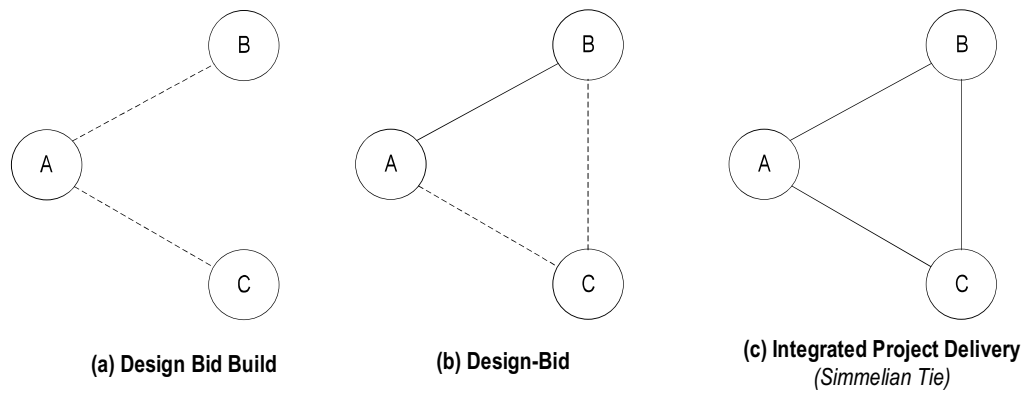 B
A
C
(a) Design Bid Build
B
A
C
(b) Design-Bid
B
A
C
(c) Integrated Project Delivery
(Simmelian Tie)